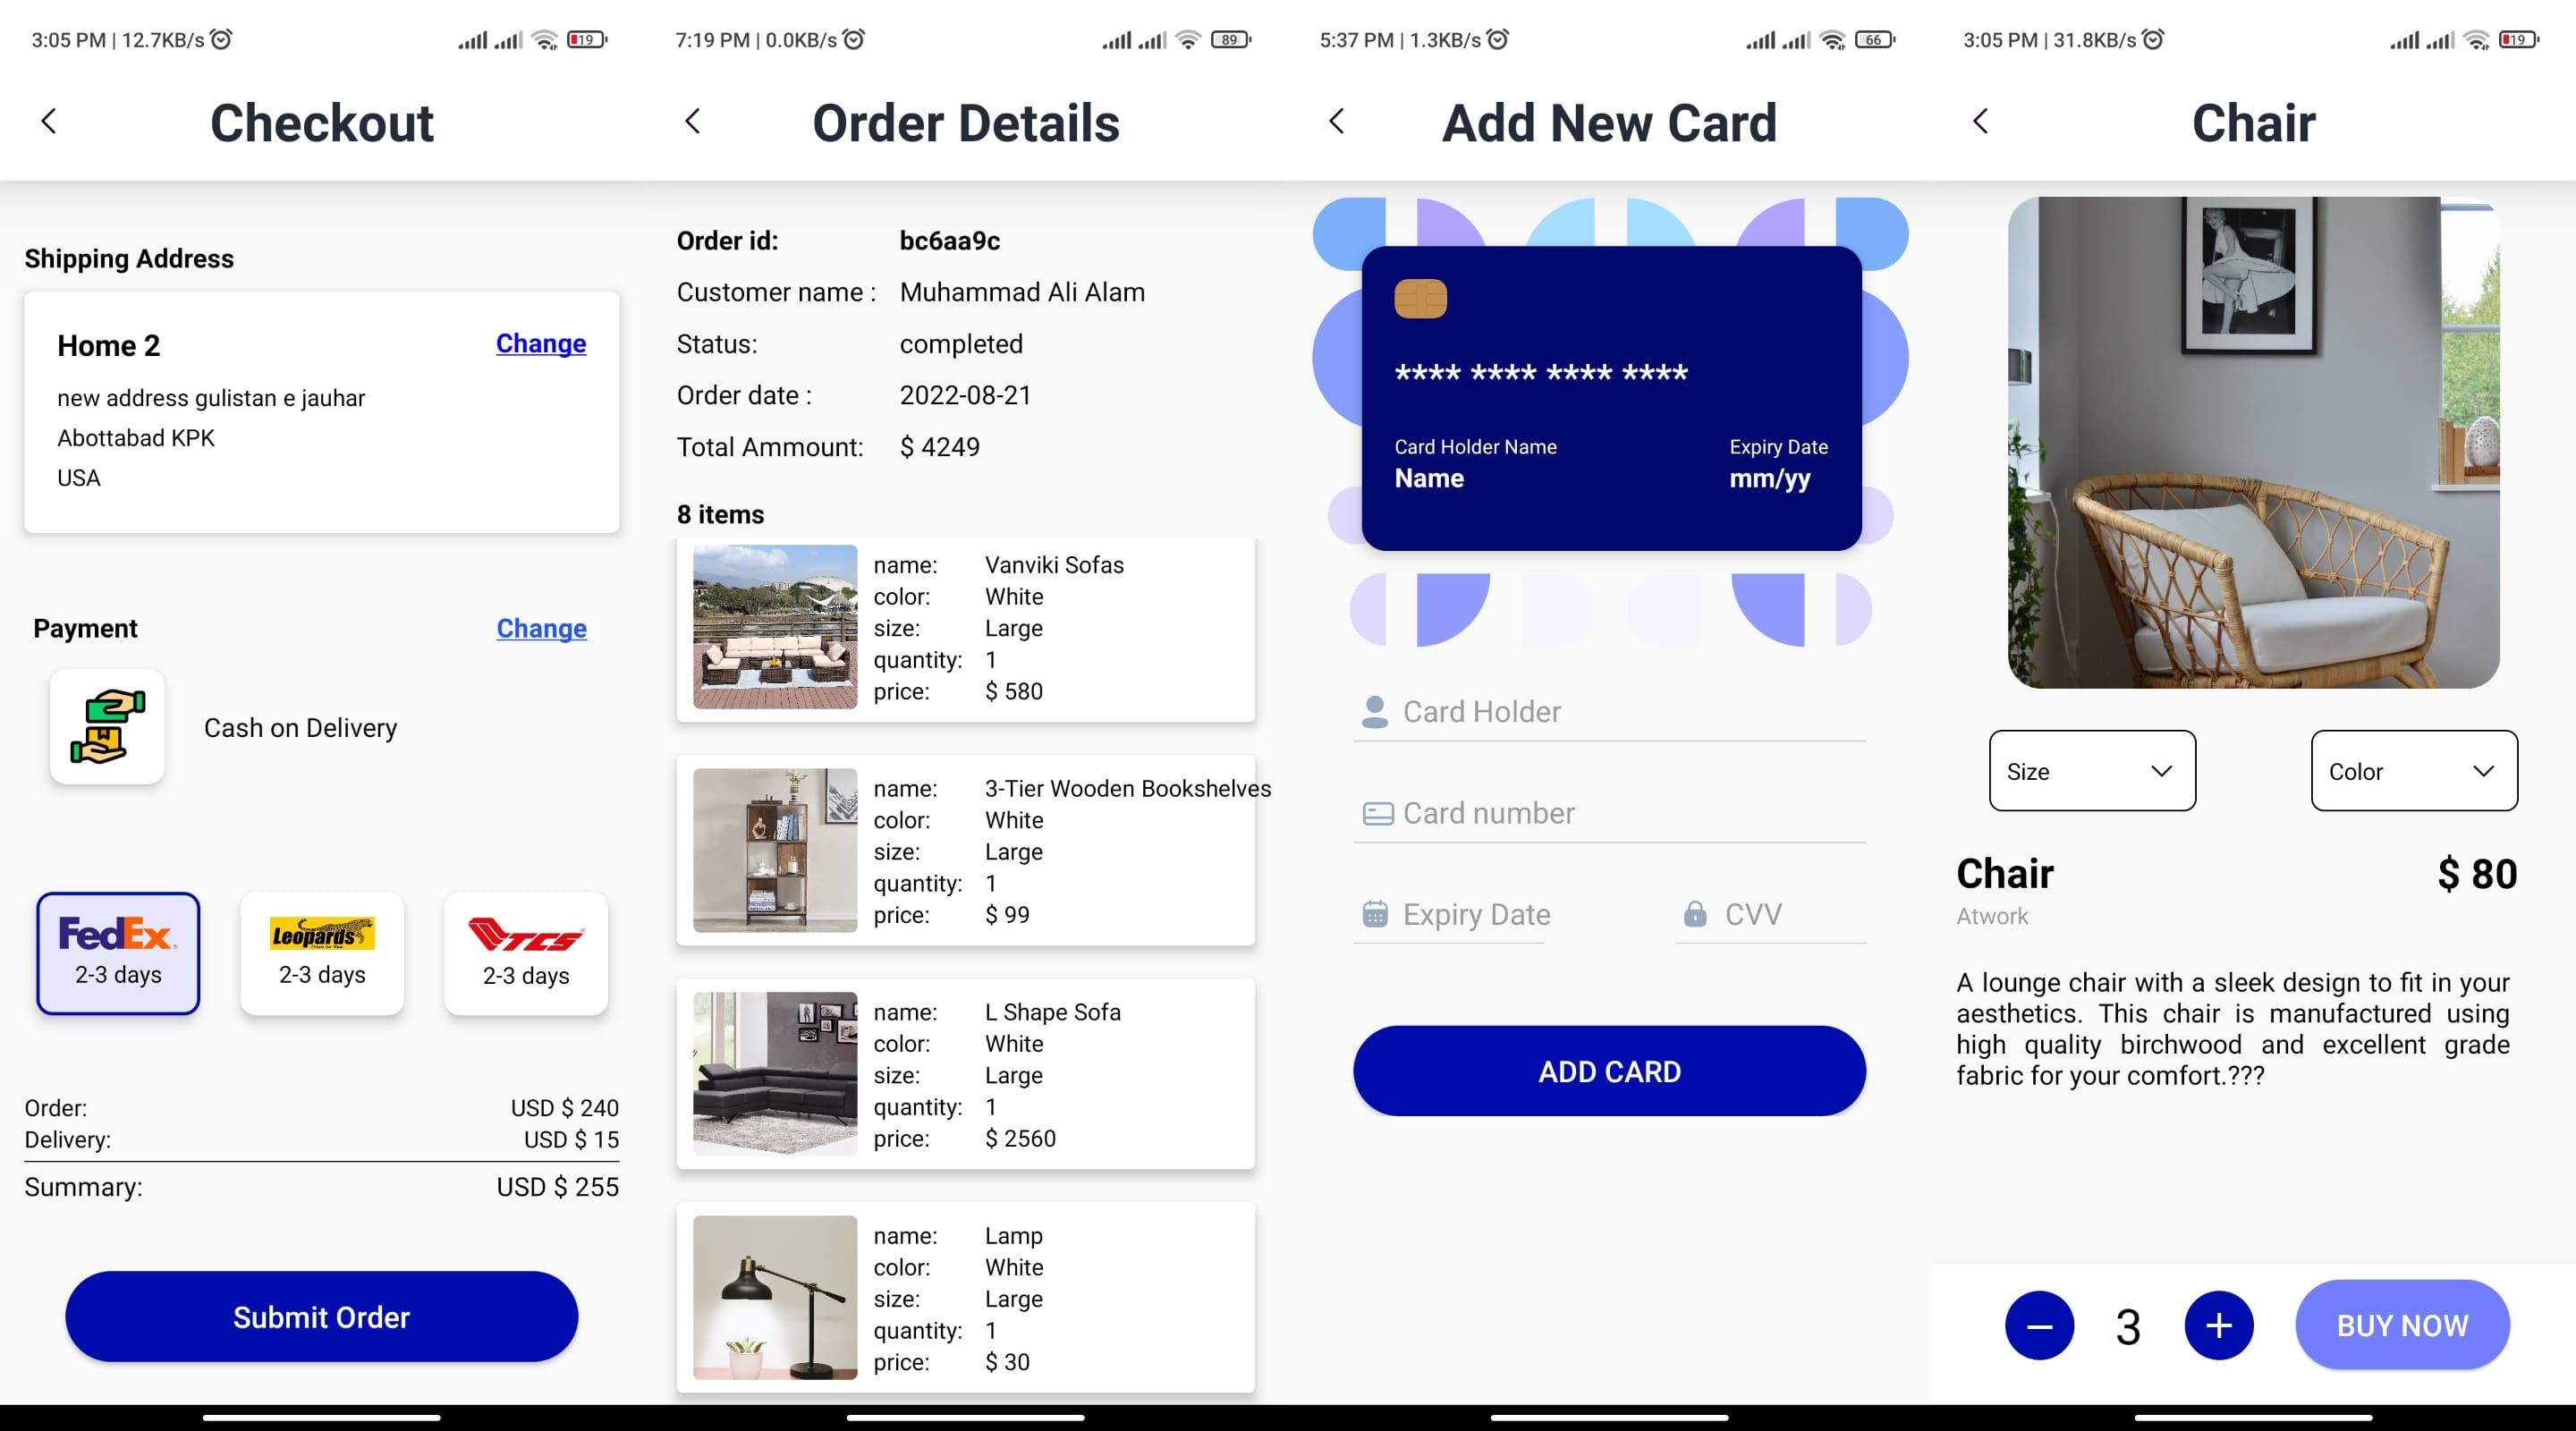 3:05 PM | 12.7KB/s
19
Checkout
Shipping Address
Home 2
Change
new address gulistan e jauhar
Abottabad KPK
USA
Payment
Change
Cash on Delivery
FedEx.
2-3 days
Leopards
2-3 days
TCS
2-3 days
Order: USD $ 240
Delivery: USD $ 15
Summary: USD $ 255
Submit Order
7:19 PM | 0.0KB/s
89
Order Details
Order id: bc6aa9c
Customer name : Muhammad Ali Alam
Status: completed
Order date : 2022-08-21
Total Ammount: $ 4249
8 items
name: Vanviki Sofas
color: White
size: Large
quantity: 1
price: $ 580
name: 3-Tier Wooden Bookshelves
color: White
size: Large
quantity: 1
price: $ 99
name: L Shape Sofa
color: White
size: Large
quantity: 1
price: $ 2560
name: Lamp
color: White
size: Large
quantity: 1
price: $ 30
5:37 PM | 1.3KB/s
66
Add New Card
**** **** **** ****
Card Holder Name
Expiry Date
Name
mm/yy
Card Holder
Card number
Expiry Date
CVV
ADD CARD
3:05 PM | 31.8KB/s
19
Chair
Size
Color
Chair
$ 80
Atwork
A lounge chair with a sleek design to fit in your
aesthetics. This chair is manufactured using
high quality birchwood and excellent grade
fabric for your comfort.???
3
BUY NOW